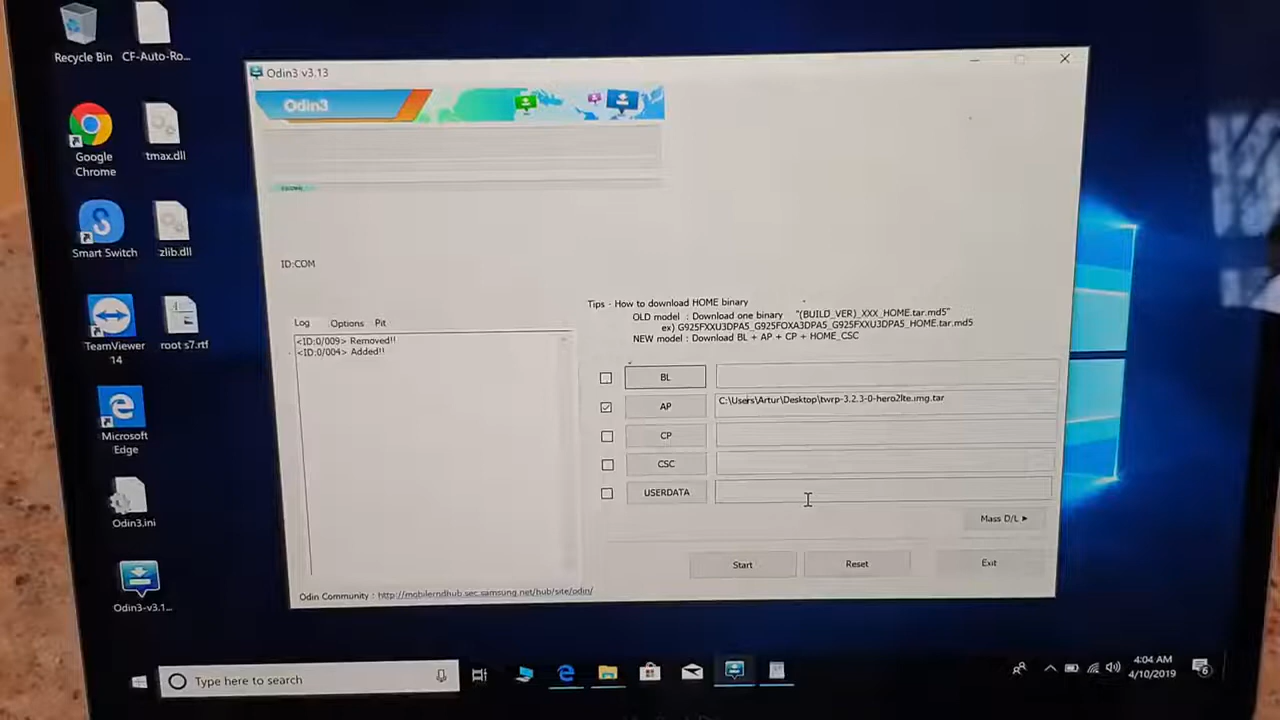 Recycle Bin
CF-Auto-Ro...
Google
Chrome
tmax.dll
Smart Switch
zlib.dll
TeamViewer
14
root s7.rtf
Microsoft
Edge
Odin3.ini
Odin3-v3.1...
Odin3 v3.13
Odin3
ID:COM
Tips - How to download HOME binary
OLD model : Download one binary "(BUILD_VER)_XXX_HOME.tar.md5"
ex) G925FXXU3DPA5_G925FOXA3DPA5_G925FXXU3DPA5_HOME.tar.md5
NEW model : Download BL + AP + CP + HOME_CSC
Log Options Pit
<ID:0/009> Removed!!
<ID:0/004> Added!!
BL
AP C:\Users\Artur\Desktop\twrp-3.2.3-0-hero2lte.img.tar
CP
CSC
USERDATA
Mass D/L
Start Reset Exit
Odin Community : http://mobilerndhub.sec.samsung.net/hub/site/odin/
Type here to search
4:04 AM
4/10/2019
6